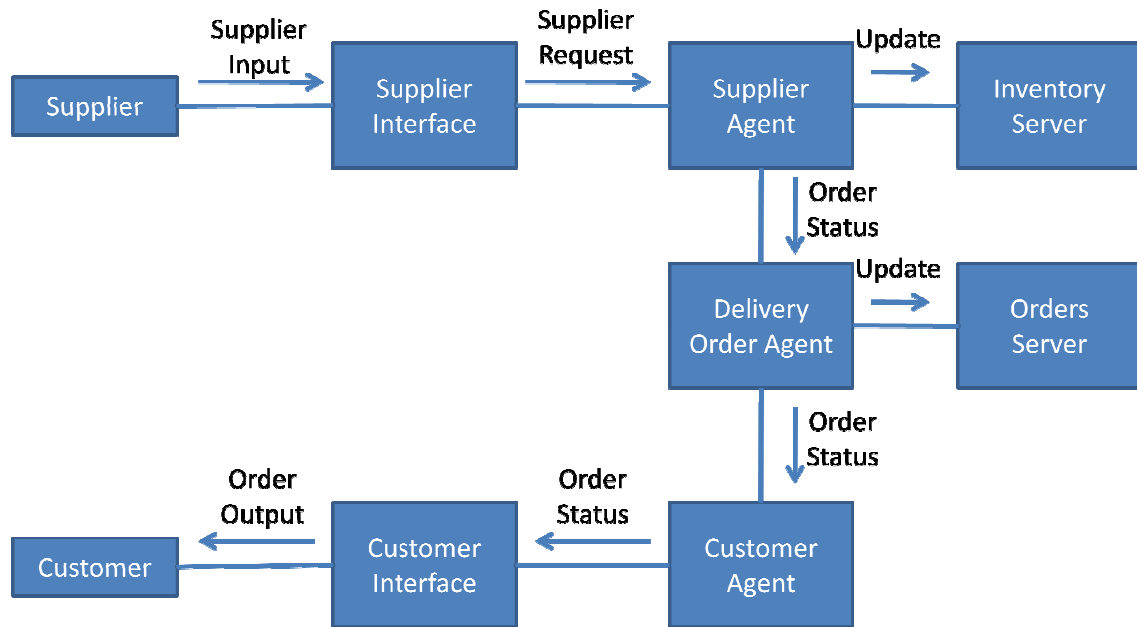 Supplier
Input
Supplier
Request
Update
Supplier
Supplier
Interface
Supplier
Agent
Inventory
Server
Order
Status
Update
Delivery
Order Agent
Orders
Server
Order
Status
Order
Output
Order
Status
Customer
Customer
Interface
Customer
Agent